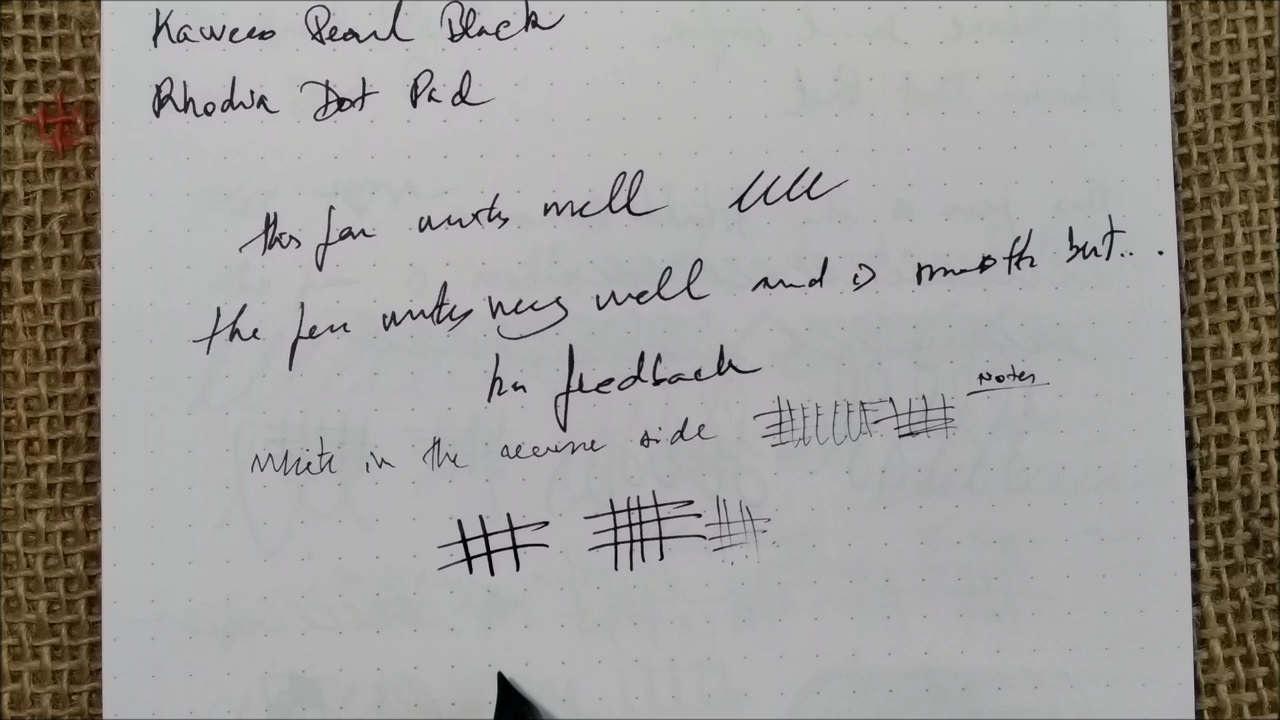 Kaweco Pearl Black
Rhodia Dot Pad
this pen writes well
the pen writes very well and is smooth but...
has feedback
Notes
write in the reverse side